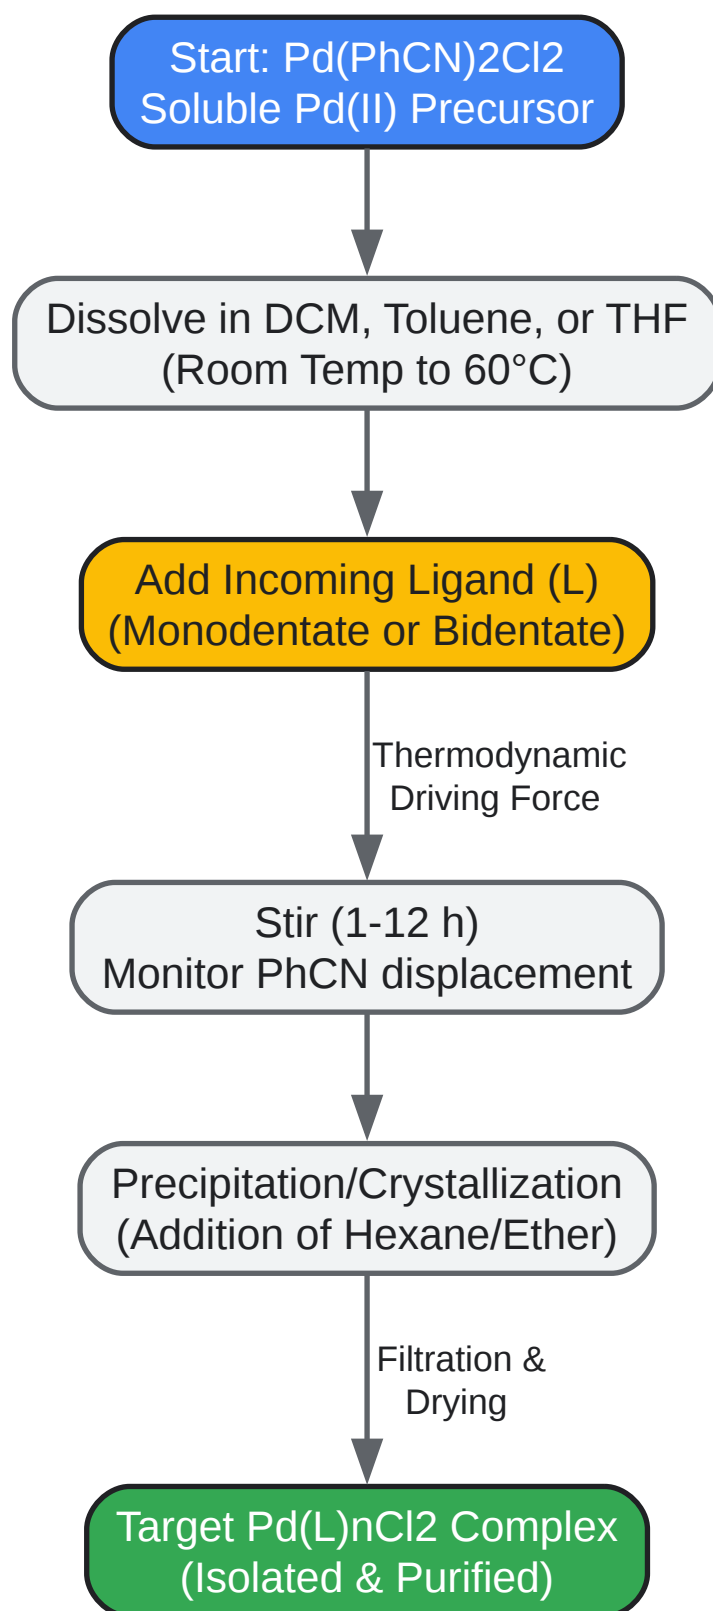 Start: Pd(PhCN)2Cl2
Soluble Pd(II) Precursor
Dissolve in DCM, Toluene, or THF
(Room Temp to 60°C)
Add Incoming Ligand (L)
(Monodentate or Bidentate)
Thermodynamic
Driving Force
Stir (1-12 h)
Monitor PhCN displacement
Precipitation/Crystallization
(Addition of Hexane/Ether)
Filtration &
Drying
Target Pd(L)nCl2 Complex
(Isolated & Purified)